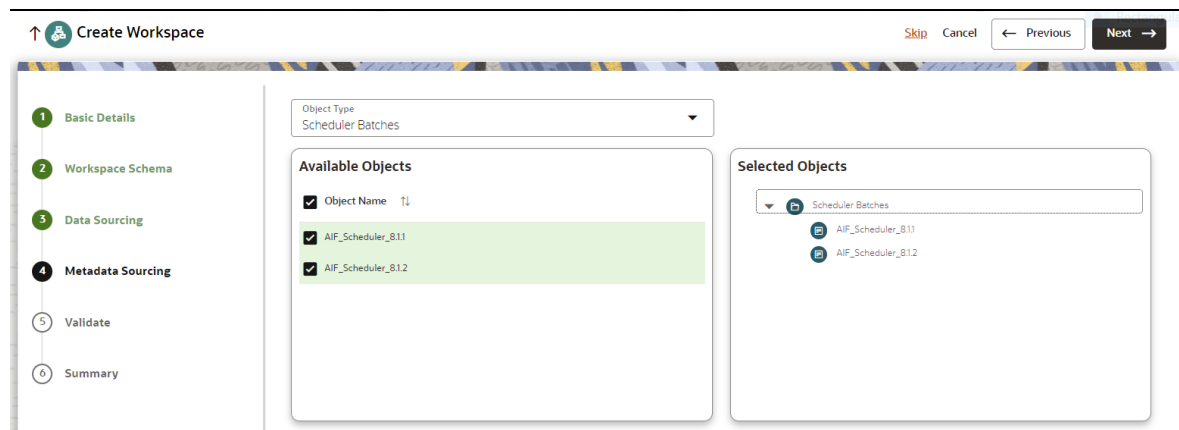 Create Workspace
Skip Cancel ← Previous Next →
1 Basic Details
2 Workspace Schema
3 Data Sourcing
4 Metadata Sourcing
5 Validate
6 Summary
Object Type
Scheduler Batches
Available Objects
Object Name
AIF_Scheduler_8.1.1
AIF_Scheduler_8.1.2
Selected Objects
Scheduler Batches
AIF_Scheduler_8.1.1
AIF_Scheduler_8.1.2